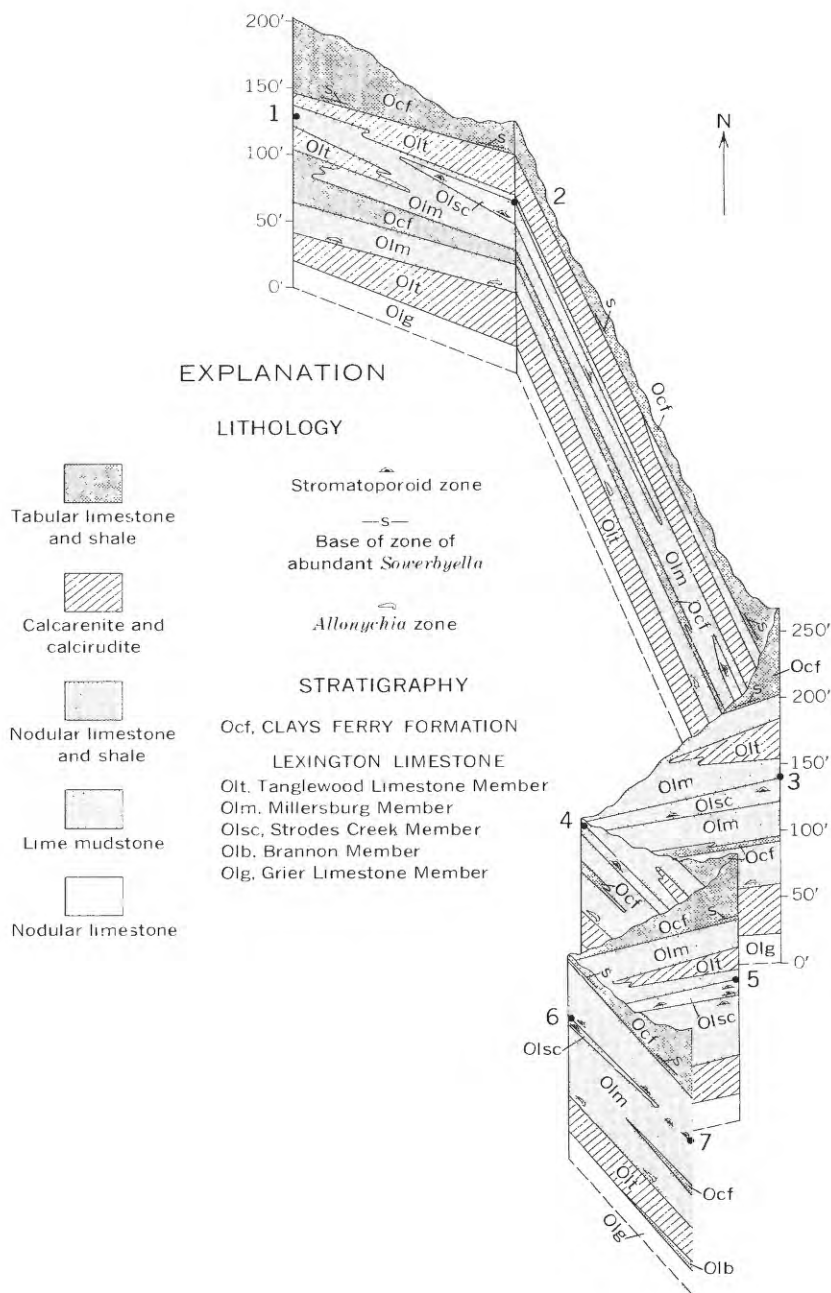 200'
150'
100'
50'
0'
1
Ocf
s
s
Olt
Olt
Olsc
Olm
Ocf
Olm
Olt
Olg
2
N
s
Ocf
Olt
Olm
Ocf
s
EXPLANATION
LITHOLOGY
Tabular limestone
and shale
Calcarenite and
calcirudite
Nodular limestone
and shale
Lime mudstone
Nodular limestone
Stromatoporoid zone
—s—
Base of zone of
abundant Sowerbyella
Allonychia zone
STRATIGRAPHY
Ocf, CLAYS FERRY FORMATION
LEXINGTON LIMESTONE
Olt. Tanglewood Limestone Member
Olm. Millersburg Member
Olsc, Strodes Creek Member
Olb. Brannon Member
Olg, Grier Limestone Member
250'
200'
150'
100'
50'
0'
Ocf
s
Olt
Olm
3
Olsc
Olm
Ocf
4
Ocf
Olg
Ocf
s
Olm
Olt
5
Olsc
s
6
Olsc
Ocf
s
Olm
7
Ocf
Olt
Olg
Olb